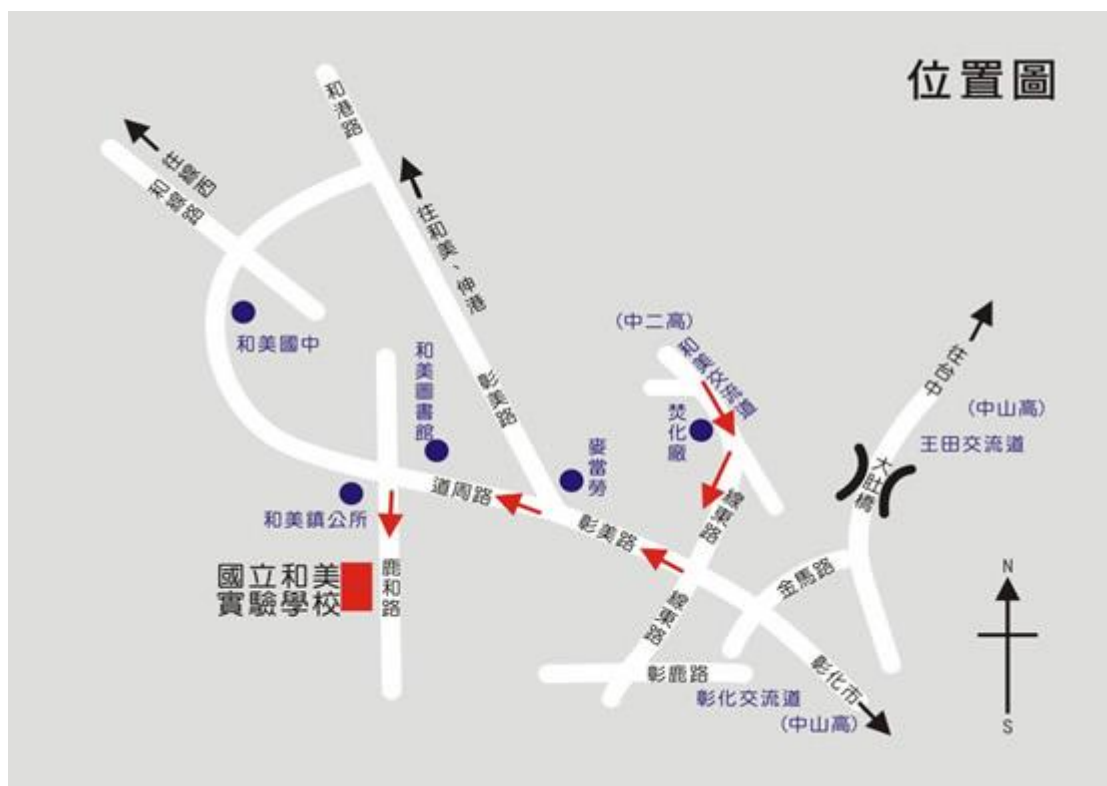 位置圖
和港路
往線西
和線路
往和美、伸港
和美國中
(中二高)
和美交流道
往台中
和美圖書館
彰美路
(中山高)
王田交流道
焚化廠
麥當勞
大肚橋
道周路
和美鎮公所
線東路
彰美路
國立和美
實驗學校
鹿和路
金馬路
線東路
N
彰鹿路
彰化市
彰化交流道
(中山高)
S